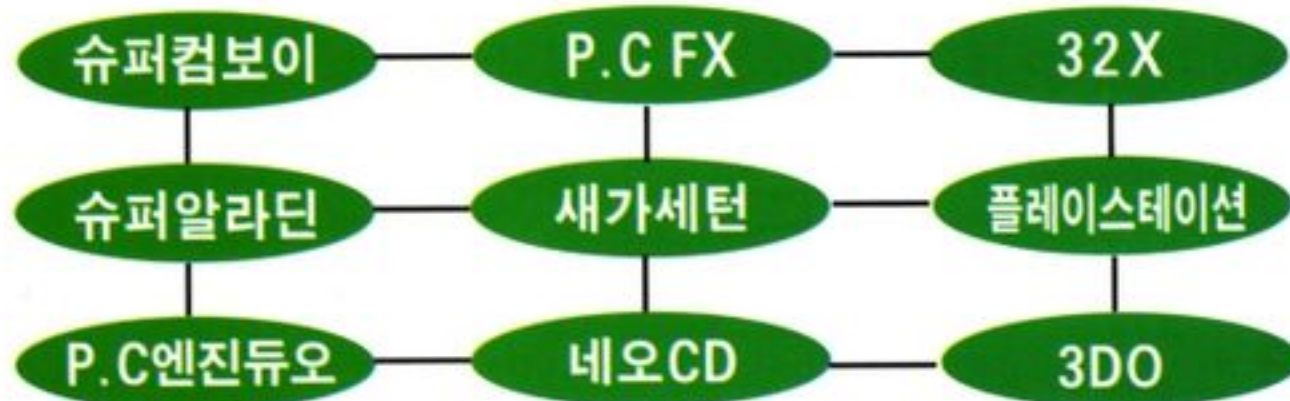 슈퍼컴보이
P.C FX
32X
슈퍼알라딘
새가세턴
플레이스테이션
P.C엔진듀오
네오CD
3DO